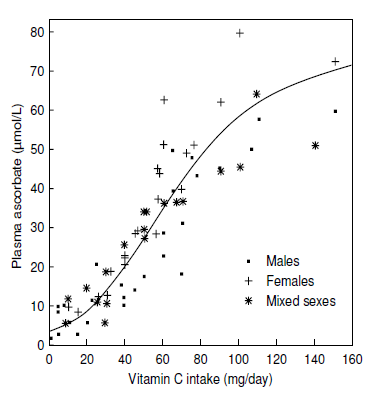 Plasma ascorbate (μmol/L)
80
70
60
50
40
30
20
10
0
0 20 40 60 80 100 120 140 160
Vitamin C intake (mg/day)
Males
Females
Mixed sexes